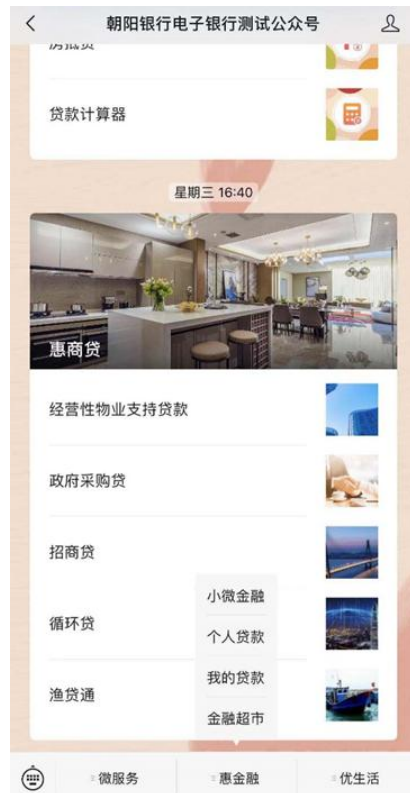 朝阳银行电子银行测试公众号
房抵贷
贷款计算器
星期三 16:40
惠商贷
经营性物业支持贷款
政府采购贷
招商贷
循环贷
渔贷通
小微金融
个人贷款
我的贷款
金融超市
微服务
惠金融
优生活